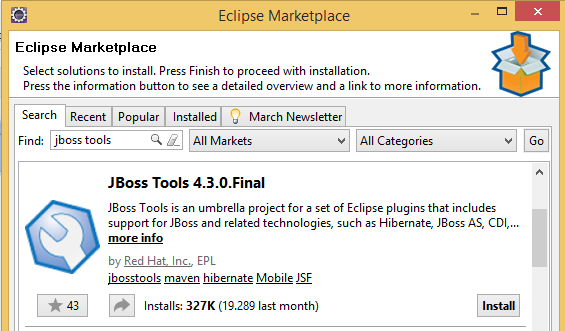 Eclipse Marketplace
Eclipse Marketplace
Select solutions to install. Press Finish to proceed with installation.
Press the information button to see a detailed overview and a link to more information.
Search Recent Popular Installed March Newsletter
Find: jboss tools All Markets All Categories Go
JBoss Tools 4.3.0.Final
JBoss Tools is an umbrella project for a set of Eclipse plugins that includes
support for JBoss and related technologies, such as Hibernate, JBoss AS, CDI,...
more info
by Red Hat, Inc., EPL
jbosstools maven hibernate Mobile JSF
43 Installs: 327K (19.289 last month) Install